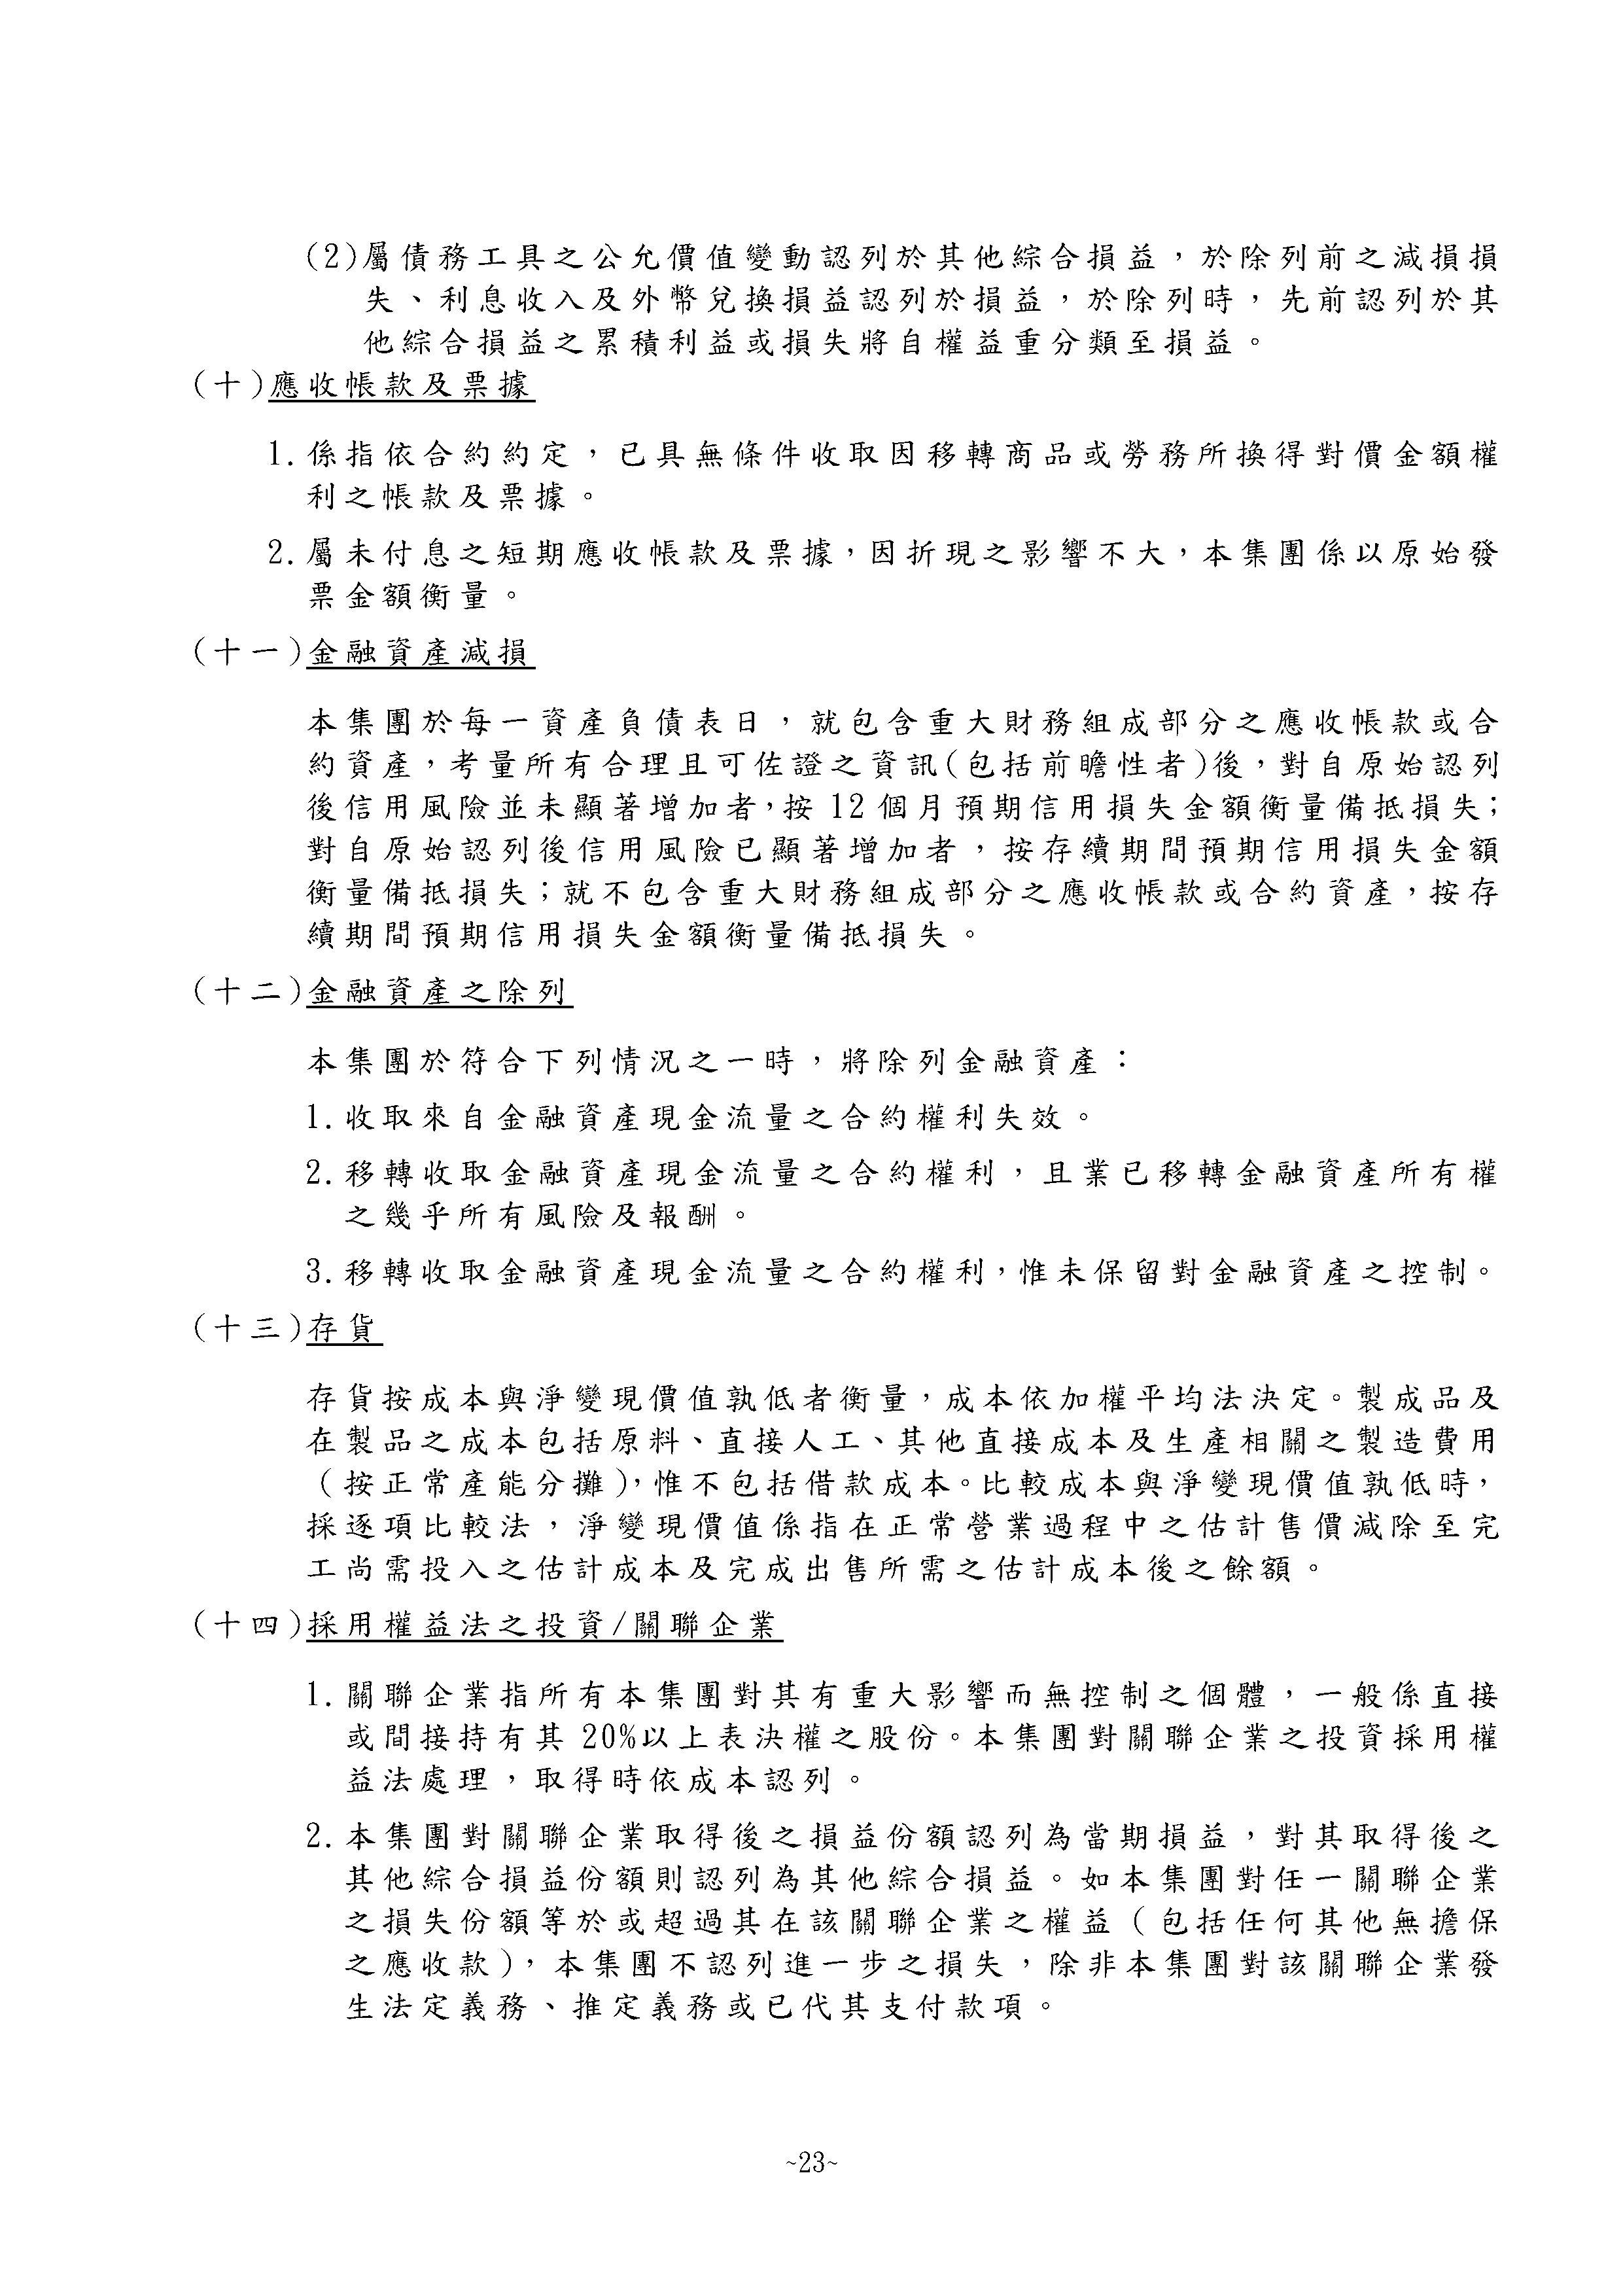 (2)屬債務工具之公允價值變動認列於其他綜合損益，於除列前之減損損
失、利息收入及外幣兌換損益認列於損益，於除列時，先前認列於其
他綜合損益之累積利益或損失將自權益重分類至損益。
(十)應收帳款及票據
1.係指依合約約定，已具無條件收取因移轉商品或勞務所換得對價金額權
利之帳款及票據。
2.屬未付息之短期應收帳款及票據，因折現之影響不大，本集團係以原始發
票金額衡量。
(十一)金融資產減損
本集團於每一資產負債表日，就包含重大財務組成部分之應收帳款或合
約資產，考量所有合理且可佐證之資訊(包括前瞻性者)後，對自原始認列
後信用風險並未顯著增加者，按 12 個月預期信用損失金額衡量備抵損失；
對自原始認列後信用風險已顯著增加者，按存續期間預期信用損失金額
衡量備抵損失；就不包含重大財務組成部分之應收帳款或合約資產，按存
續期間預期信用損失金額衡量備抵損失。
(十二)金融資產之除列
本集團於符合下列情況之一時，將除列金融資產：
1.收取來自金融資產現金流量之合約權利失效。
2.移轉收取金融資產現金流量之合約權利，且業已移轉金融資產所有權
之幾乎所有風險及報酬。
3.移轉收取金融資產現金流量之合約權利，惟未保留對金融資產之控制。
(十三)存貨
存貨按成本與淨變現價值孰低者衡量，成本依加權平均法決定。製成品及
在製品之成本包括原料、直接人工、其他直接成本及生產相關之製造費用
（按正常產能分攤），惟不包括借款成本。比較成本與淨變現價值孰低時，
採逐項比較法，淨變現價值係指在正常營業過程中之估計售價減除至完
工尚需投入之估計成本及完成出售所需之估計成本後之餘額。
(十四)採用權益法之投資/關聯企業
1.關聯企業指所有本集團對其有重大影響而無控制之個體，一般係直接
或間接持有其 20%以上表決權之股份。本集團對關聯企業之投資採用權
益法處理，取得時依成本認列。
2.本集團對關聯企業取得後之損益份額認列為當期損益，對其取得後之
其他綜合損益份額則認列為其他綜合損益。如本集團對任一關聯企業
之損失份額等於或超過其在該關聯企業之權益（包括任何其他無擔保
之應收款），本集團不認列進一步之損失，除非本集團對該關聯企業發
生法定義務、推定義務或已代其支付款項。
~23~